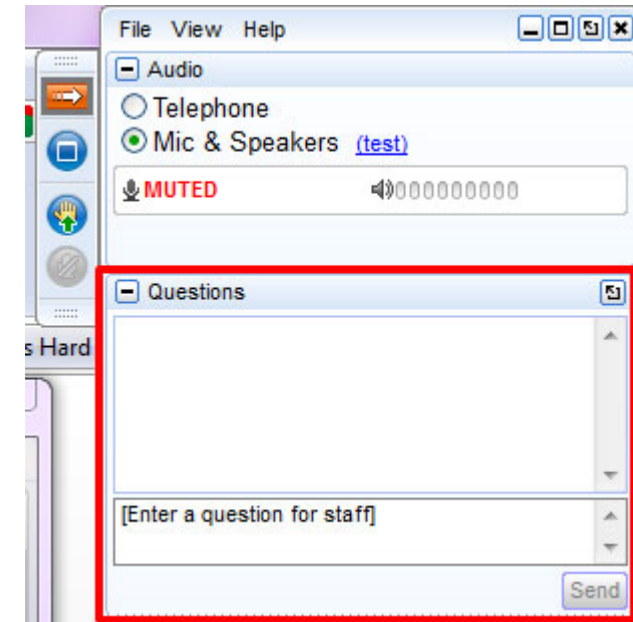 File View Help
Audio
Telephone
Mic & Speakers (test)
MUTED
Questions
s Hard
[Enter a question for staff]
Send